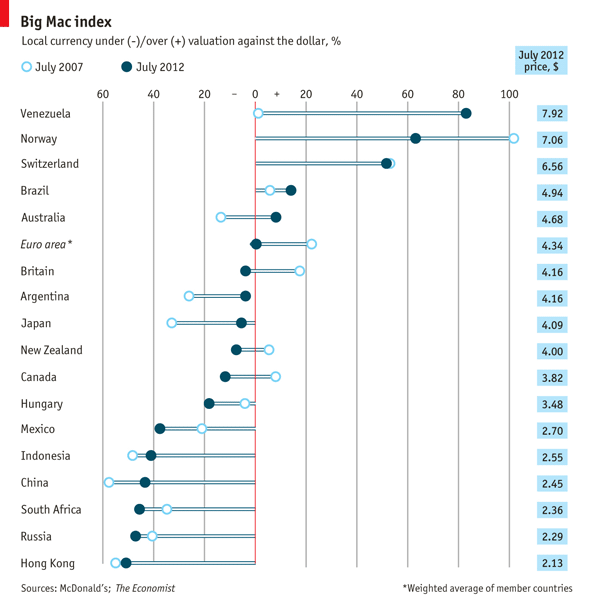 Big Mac index
Local currency under (-)/over (+) valuation against the dollar, %
July 2007 July 2012
July 2012
price, $
60 40 20 – 0 + 20 40 60 80 100
Venezuela 7.92
Norway 7.06
Switzerland 6.56
Brazil 4.94
Australia 4.68
Euro area* 4.34
Britain 4.16
Argentina 4.16
Japan 4.09
New Zealand 4.00
Canada 3.82
Hungary 3.48
Mexico 2.70
Indonesia 2.55
China 2.45
South Africa 2.36
Russia 2.29
Hong Kong 2.13
Sources: McDonald's; The Economist *Weighted average of member countries